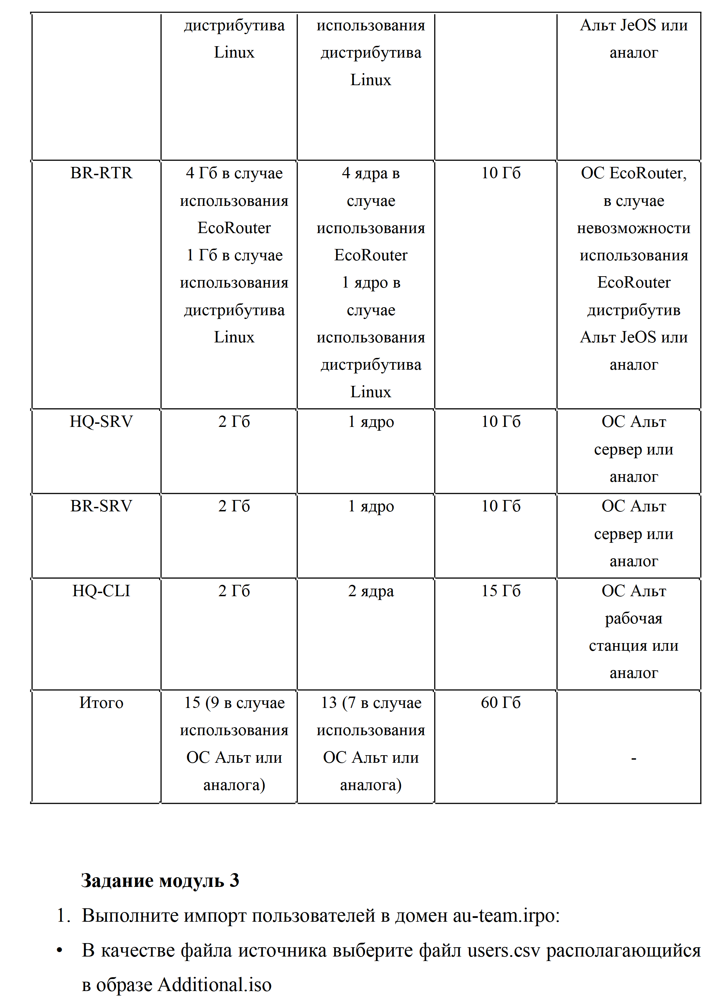 дистрибутива
Linux
использования
дистрибутива
Linux
Альт JeOS или
аналог
BR-RTR
4 Гб в случае
использования
EcoRouter
1 Гб в случае
использования
дистрибутива
Linux
4 ядра в
случае
использования
EcoRouter
1 ядро в
случае
использования
дистрибутива
Linux
10 Гб
ОС EcoRouter,
в случае
невозможности
использования
EcoRouter
дистрибутив
Альт JeOS или
аналог
HQ-SRV
2 Гб
1 ядро
10 Гб
ОС Альт
сервер или
аналог
BR-SRV
2 Гб
1 ядро
10 Гб
ОС Альт
сервер или
аналог
HQ-CLI
2 Гб
2 ядра
15 Гб
ОС Альт
рабочая
станция или
аналог
Итого
15 (9 в случае
использования
ОС Альт или
аналога)
13 (7 в случае
использования
ОС Альт или
аналога)
60 Гб
-
Задание модуль 3
1. Выполните импорт пользователей в домен au-team.irpo:
• В качестве файла источника выберите файл users.csv располагающийся
в образе Additional.iso